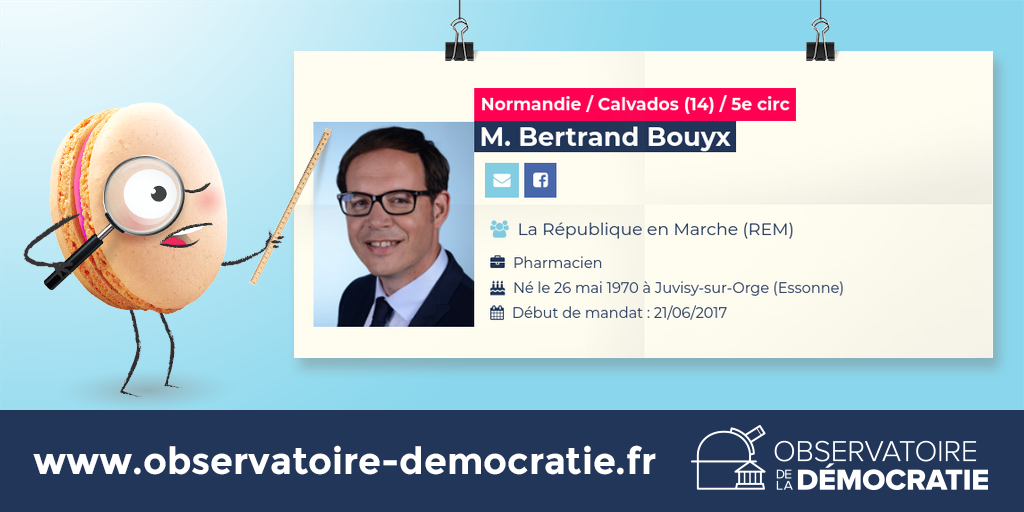 Normandie / Calvados (14) / 5e circ
M. Bertrand Bouyx
La République en Marche (REM)
Pharmacien
Né le 26 mai 1970 à Juvisy-sur-Orge (Essonne)
Début de mandat : 21/06/2017
www.observatoire-democratie.fr
OBSERVATOIRE
DE LA DÉMOCRATIE